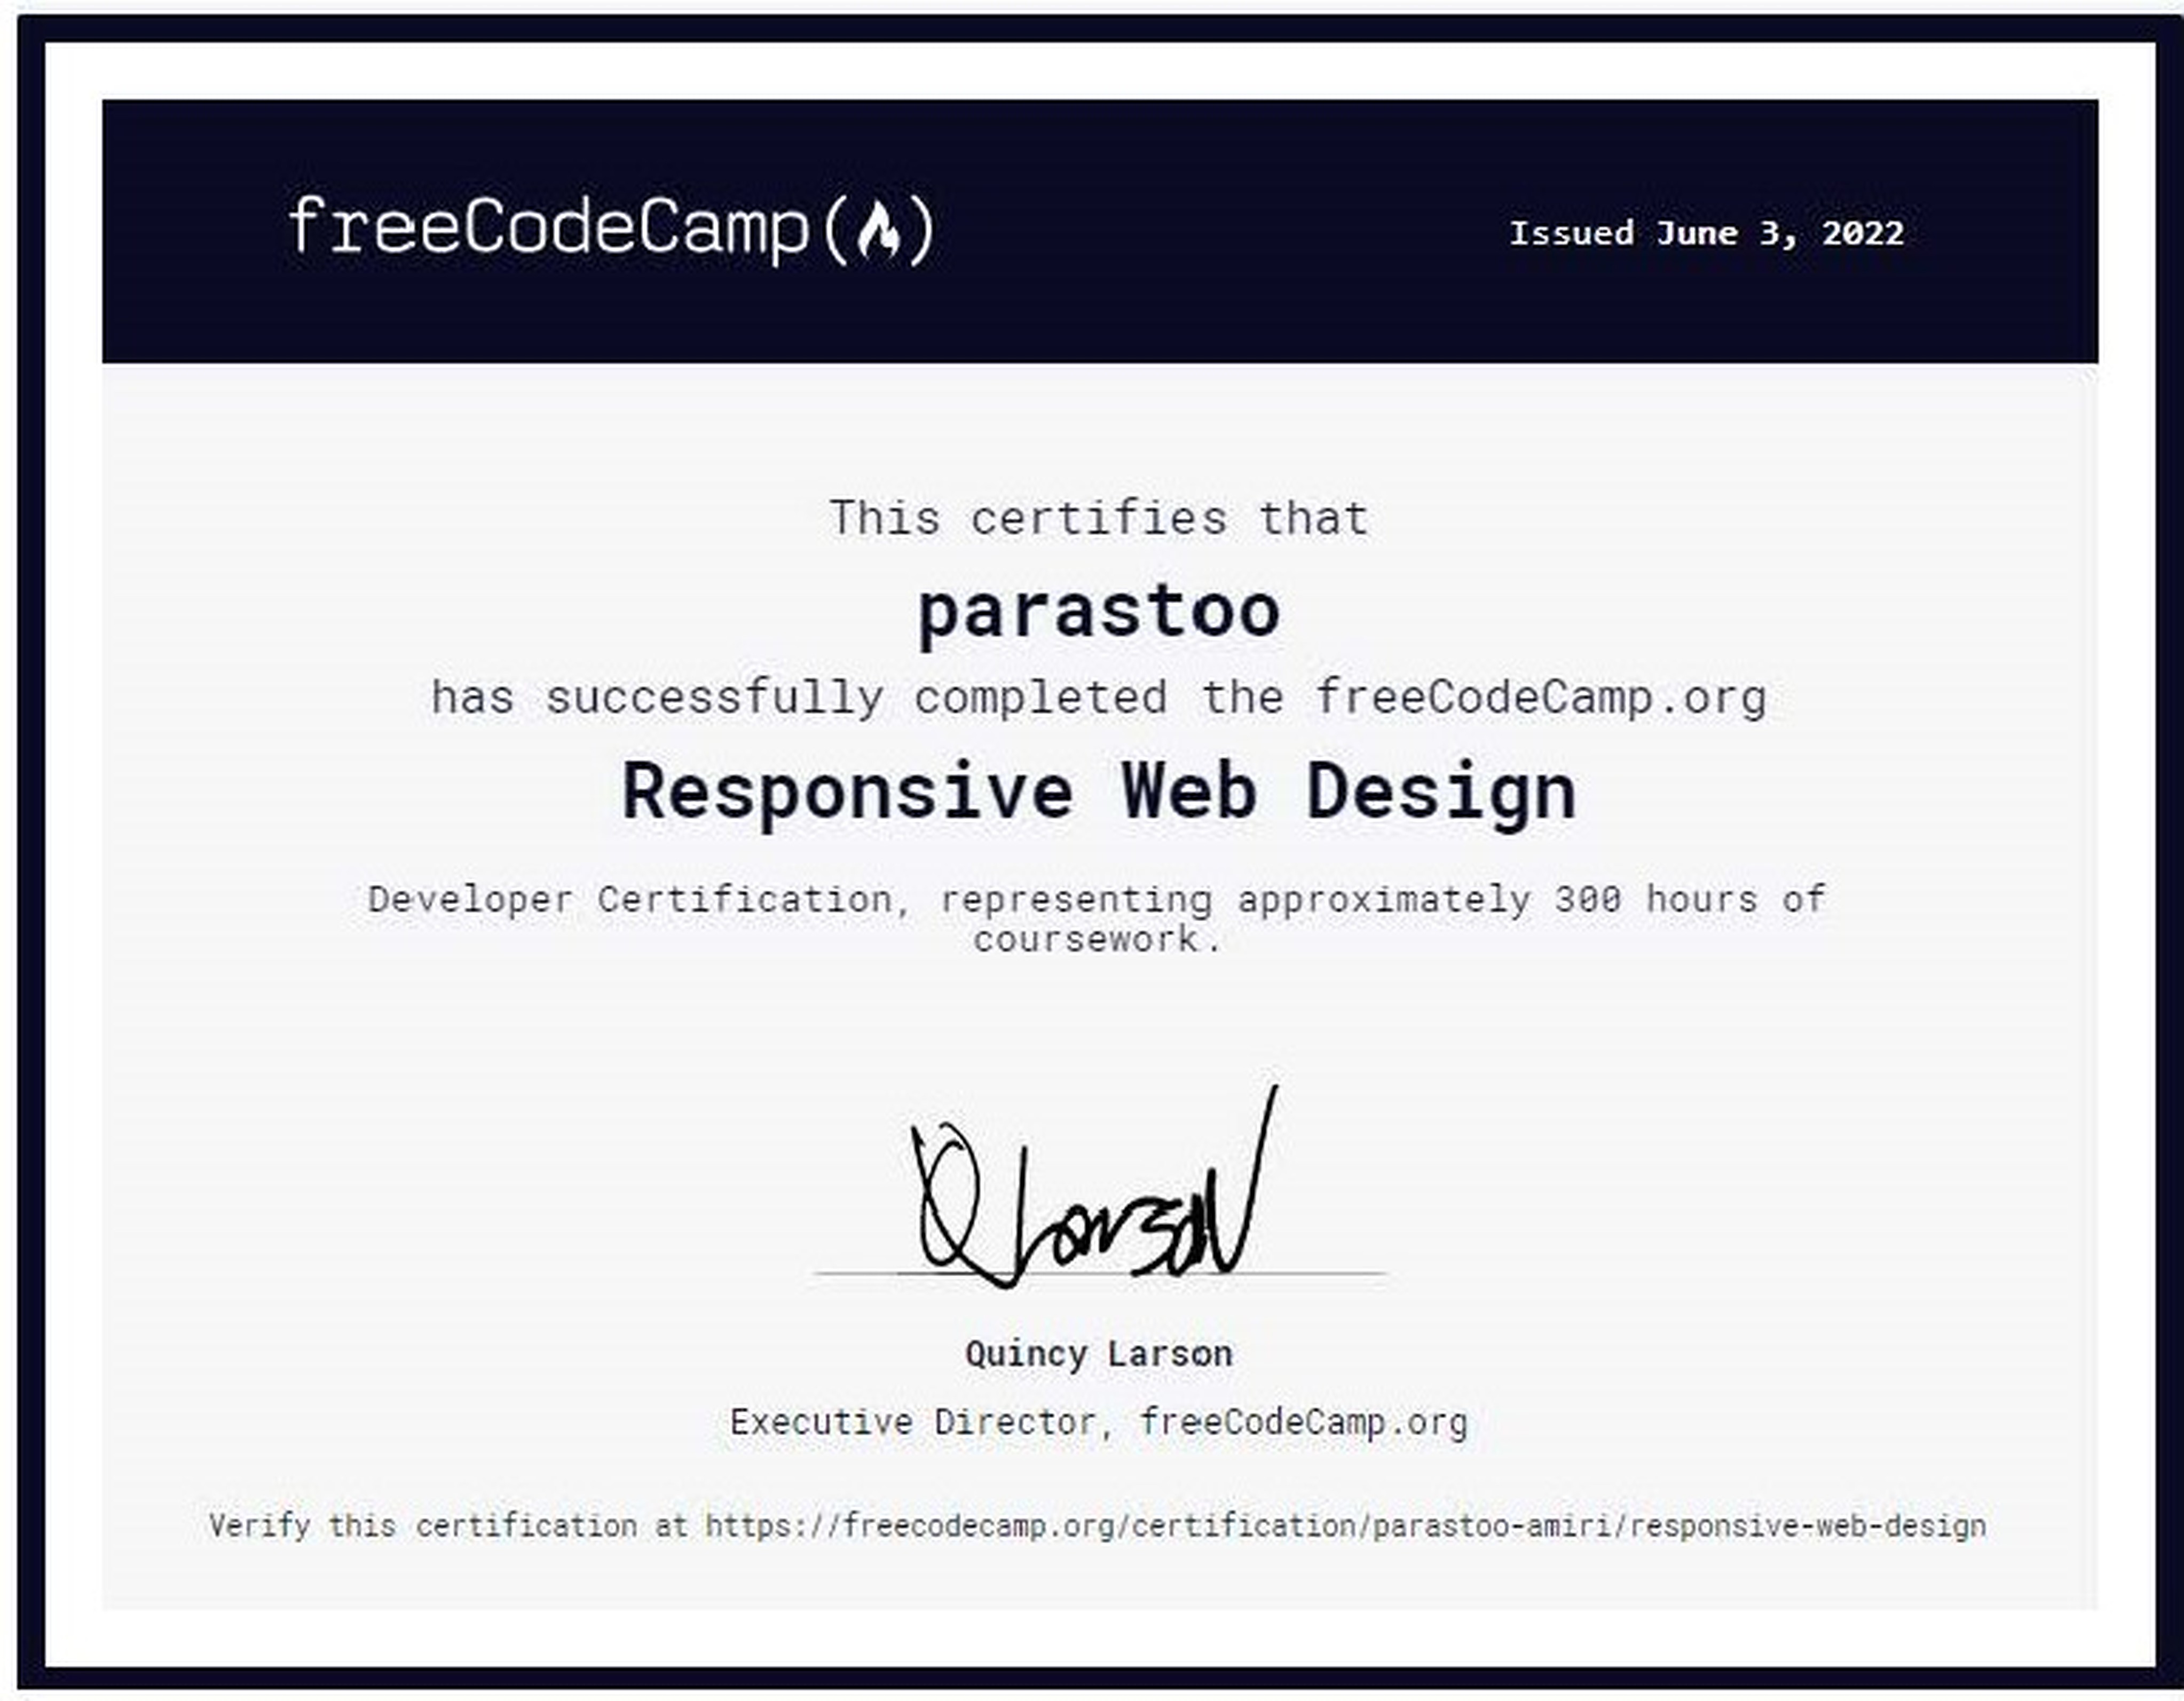 freeCodeCamp(🔥)
Issued June 3, 2022
This certifies that
parastoo
has successfully completed the freeCodeCamp.org
Responsive Web Design
Developer Certification, representing approximately 300 hours of
coursework.
Q Larson
Quincy Larson
Executive Director, freeCodeCamp.org
Verify this certification at https://freecodecamp.org/certification/parastoo-amiri/responsive-web-design